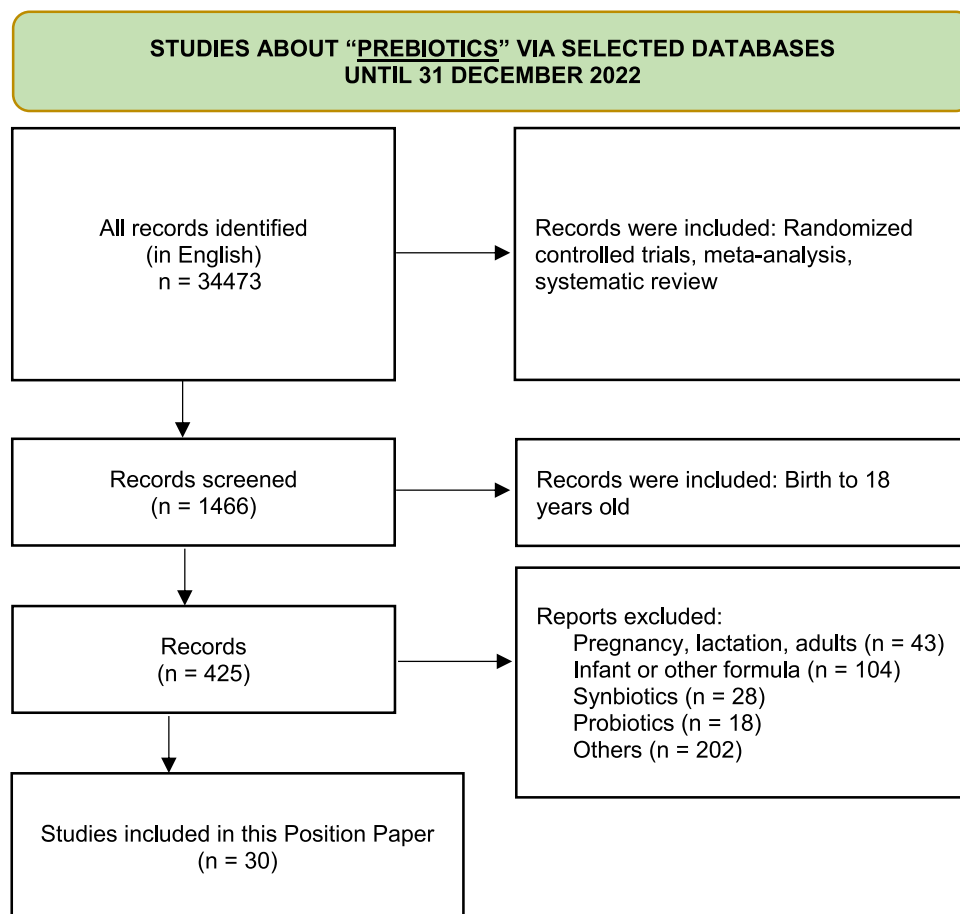 STUDIES ABOUT “PREBIOTICS” VIA SELECTED DATABASES
UNTIL 31 DECEMBER 2022
All records identified
(in English)
n = 34473
Records were included: Randomized
controlled trials, meta-analysis,
systematic review
Records screened
(n = 1466)
Records were included: Birth to 18
years old
Records
(n = 425)
Reports excluded:
Pregnancy, lactation, adults (n = 43)
Infant or other formula (n = 104)
Synbiotics (n = 28)
Probiotics (n = 18)
Others (n = 202)
Studies included in this Position Paper
(n = 30)